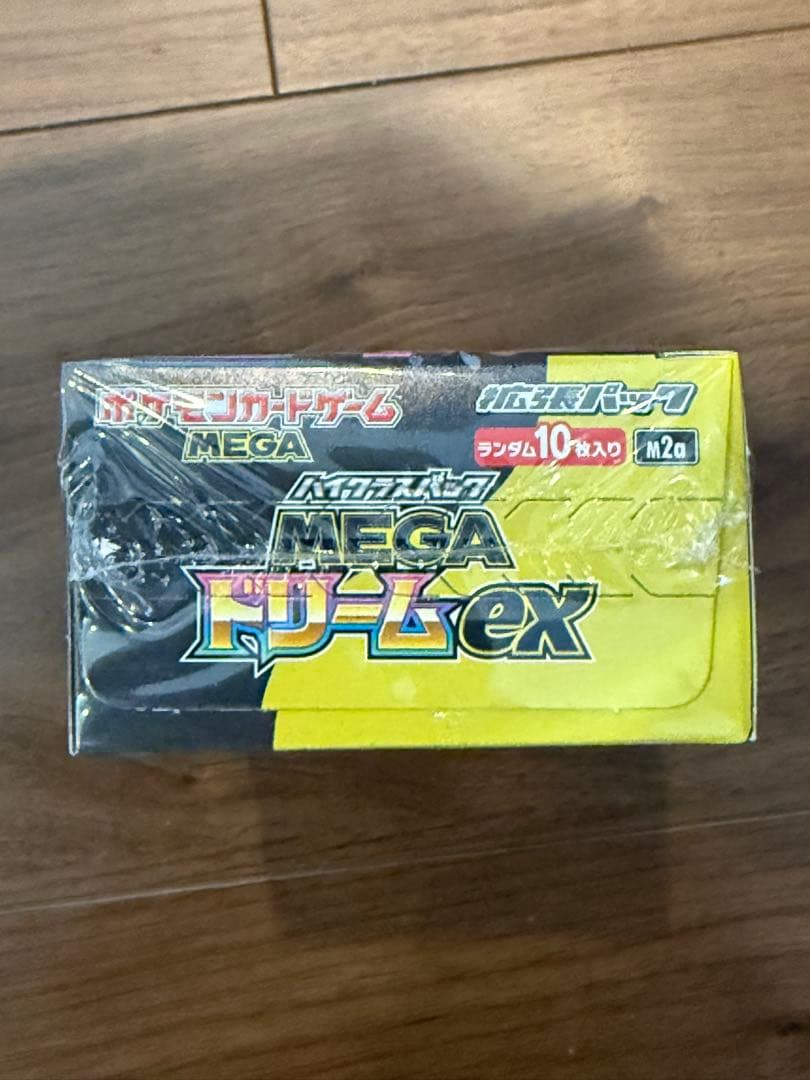 ポケモンカードゲーム
MEGA
拡張パック
ランダム10枚入り M2a
ハイクラスパック
MEGA
ドリームex